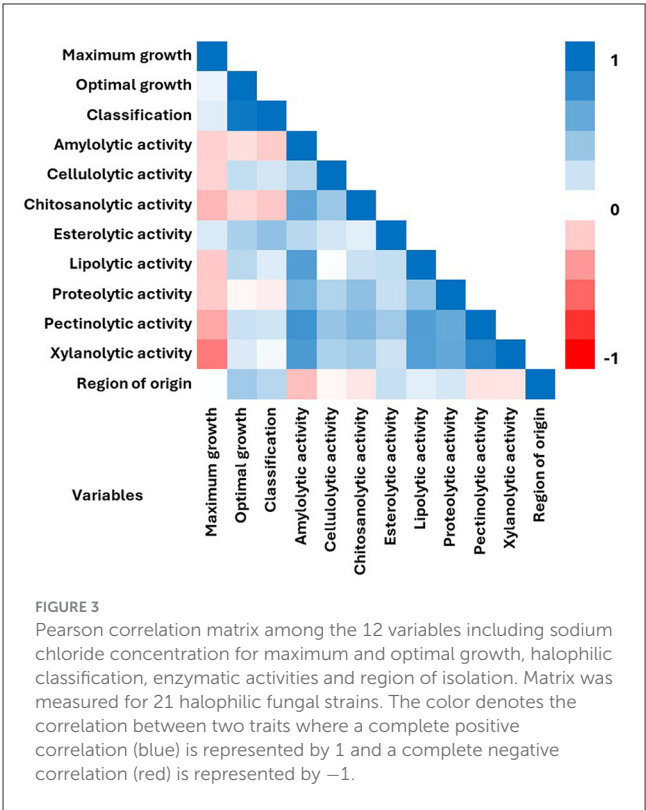 Maximum growth
Optimal growth
Classification
Amylolytic activity
Cellulolytic activity
Chitosanolytic activity
Esterolytic activity
Lipolytic activity
Proteolytic activity
Pectinolytic activity
Xylanolytic activity
Region of origin
1
0
-1
Variables
Maximum growth
Optimal growth
Classification
Amylolytic activity
Cellulolytic activity
Chitosanolytic activity
Esterolytic activity
Lipolytic activity
Proteolytic activity
Pectinolytic activity
Xylanolytic activity
Region of origin
FIGURE 3
Pearson correlation matrix among the 12 variables including sodium
chloride concentration for maximum and optimal growth, halophilic
classification, enzymatic activities and region of isolation. Matrix was
measured for 21 halophilic fungal strains. The color denotes the
correlation between two traits where a complete positive
correlation (blue) is represented by 1 and a complete negative
correlation (red) is represented by −1.